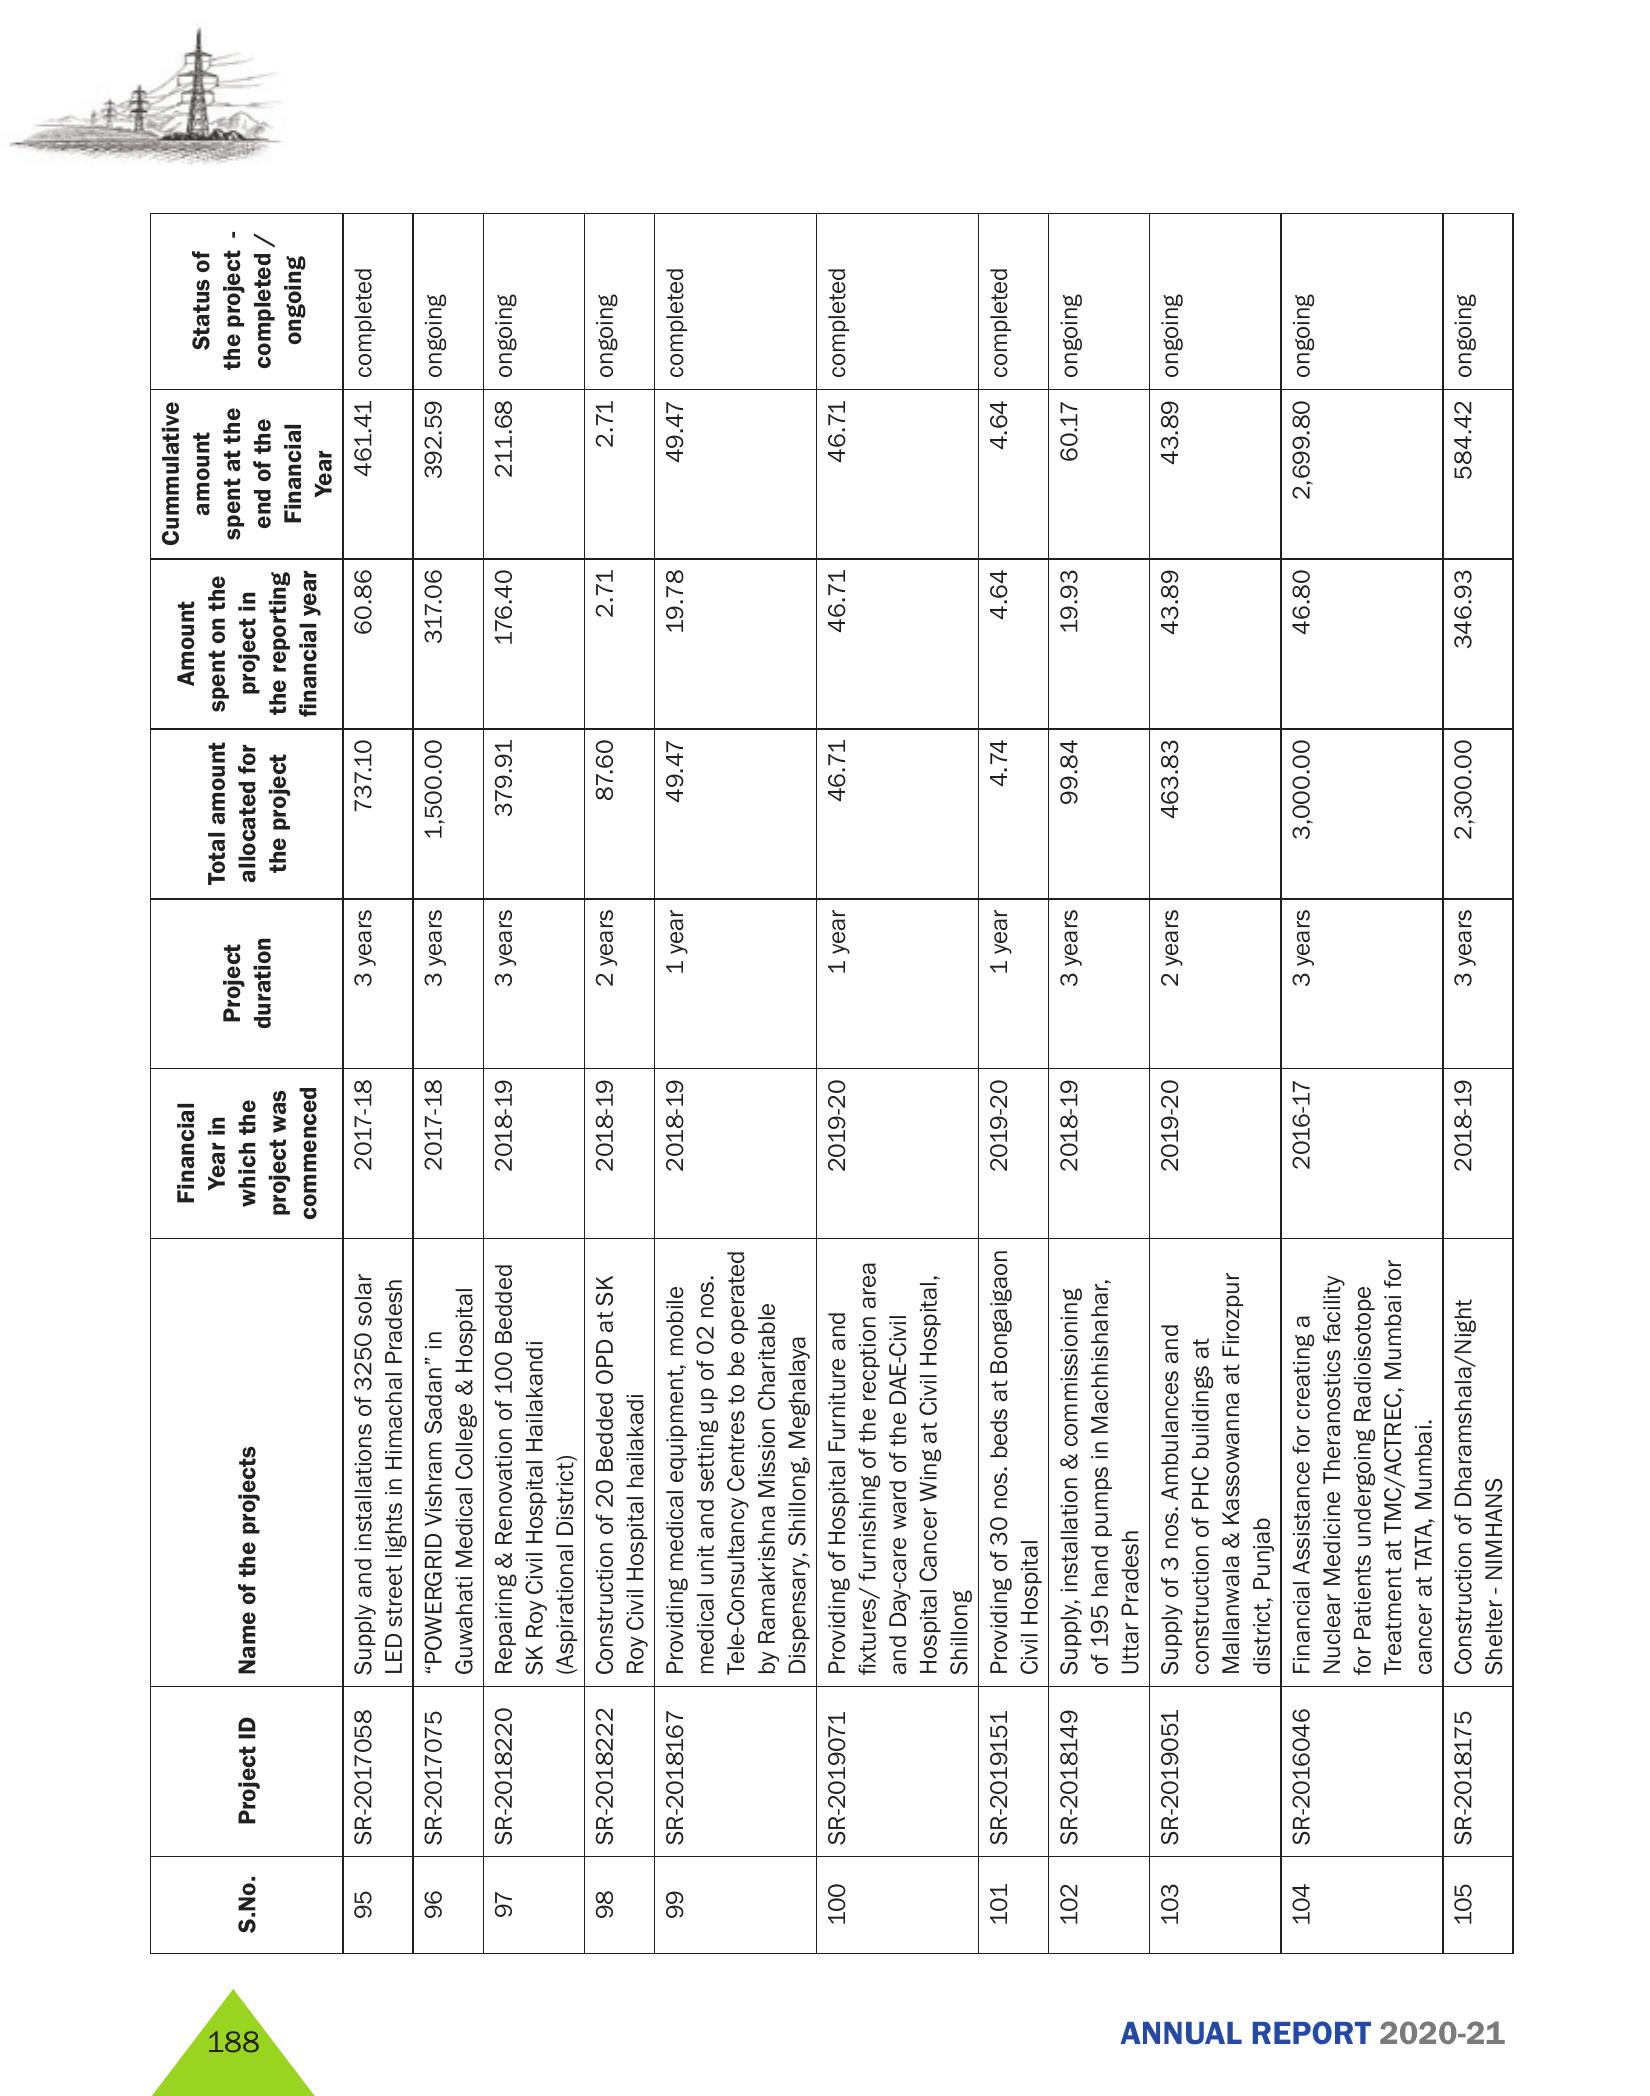 S.No.
Project ID
Name of the projects
Financial
Year in
which the
project was
commenced
Project
duration
Total amount
allocated for
the project
Amount
spent on the
project in
the reporting
financial year
Cummulative
amount
spent at the
end of the
Financial
Year
Status of
the project -
completed /
ongoing
95 SR-2017058 Supply and installations of 3250 solar 2017-18 3 years 737.10 60.86 461.41 completed
LED street lights in Himachal Pradesh
96 SR-2017075 “POWERGRID Vishram Sadan” in 2017-18 3 years 1,500.00 317.06 392.59 ongoing
Guwahati Medical College & Hospital
97 SR-2018220 Repairing & Renovation of 100 Bedded 2018-19 3 years 379.91 176.40 211.68 ongoing
SK Roy Civil Hospital Hailakandi
(Aspirational District)
98 SR-2018222 Construction of 20 Bedded OPD at SK 2018-19 2 years 87.60 2.71 2.71 ongoing
Roy Civil Hospital hailakadi
99 SR-2018167 Providing medical equipment, mobile 2018-19 1 year 49.47 19.78 49.47 completed
medical unit and setting up of 02 nos.
Tele-Consultancy Centres to be operated
by Ramakrishna Mission Charitable
Dispensary, Shillong, Meghalaya
100 SR-2019071 Providing of Hospital Furniture and 2019-20 1 year 46.71 46.71 46.71 completed
fixtures/ furnishing of the recption area
and Day-care ward of the DAE-Civil
Hospital Cancer Wing at Civil Hospital,
Shillong
101 SR-2019151 Providing of 30 nos. beds at Bongaigaon 2019-20 1 year 4.74 4.64 4.64 completed
Civil Hospital
102 SR-2018149 Supply, installation & commissioning 2018-19 3 years 99.84 19.93 60.17 ongoing
of 195 hand pumps in Machhishahar,
Uttar Pradesh
103 SR-2019051 Supply of 3 nos. Ambulances and 2019-20 2 years 463.83 43.89 43.89 ongoing
construction of PHC buildings at
Mallanwala & Kassowanna at Firozpur
district, Punjab
104 SR-2016046 Financial Assistance for creating a 2016-17 3 years 3,000.00 46.80 2,699.80 ongoing
Nuclear Medicine Theranostics facility
for Patients undergoing Radioisotope
Treatment at TMC/ACTREC, Mumbai for
cancer at TATA, Mumbai.
105 SR-2018175 Construction of Dharamshala/Night 2018-19 3 years 2,300.00 346.93 584.42 ongoing
Shelter - NIMHANS
188
ANNUAL REPORT 2020-21